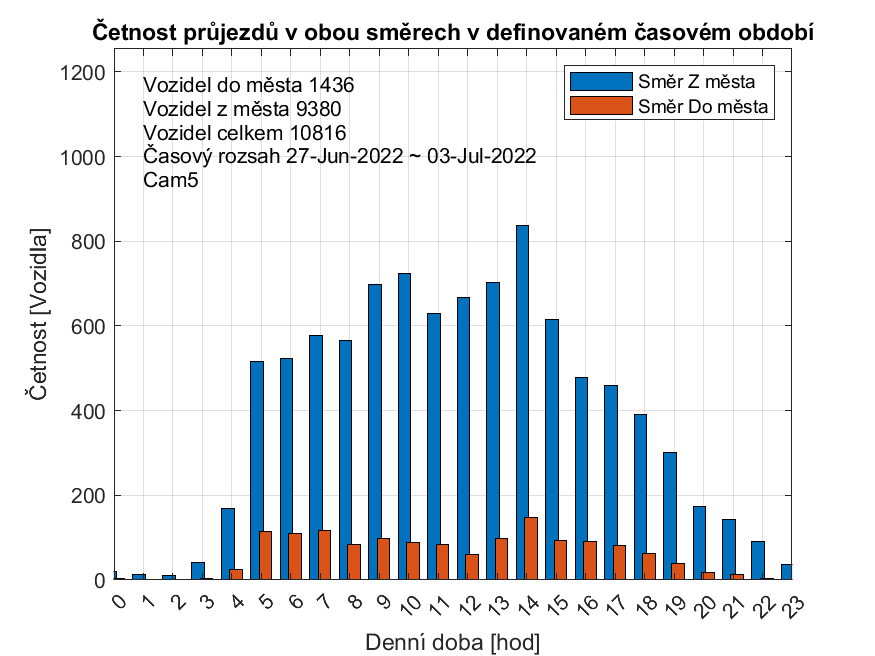 Četnost průjezdů v obou směrech v definovaném časovém období
Vozidel do města 1436
Vozidel z města 9380
Vozidel celkem 10816
Časový rozsah 27-Jun-2022 ~ 03-Jul-2022
Cam5
Směr Z města
Směr Do města
Četnost [Vozidla]
1200
1000
800
600
400
200
0
0 1 2 3 4 5 6 7 8 9 10 11 12 13 14 15 16 17 18 19 20 21 22 23
Denní doba [hod]